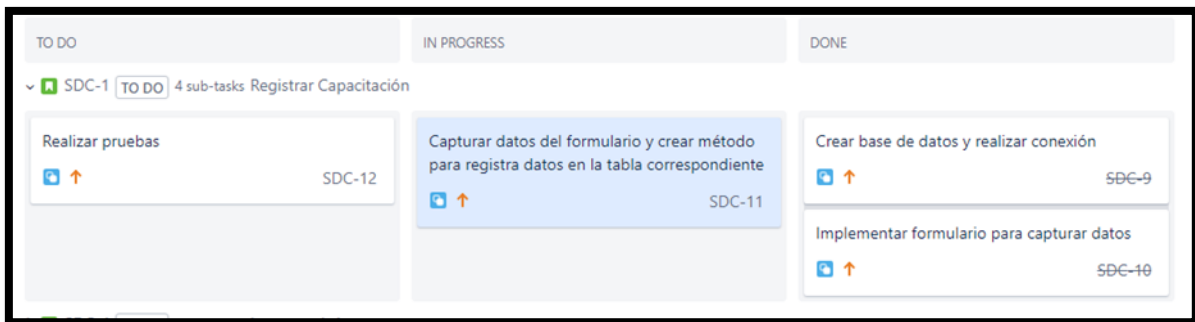 TO DO
IN PROGRESS
DONE
SDC-1 TO DO 4 sub-tasks Registrar Capacitación
Realizar pruebas
SDC-12
Capturar datos del formulario y crear método
para registra datos en la tabla correspondiente
SDC-11
Crear base de datos y realizar conexión
SDC-9
Implementar formulario para capturar datos
SDC-10